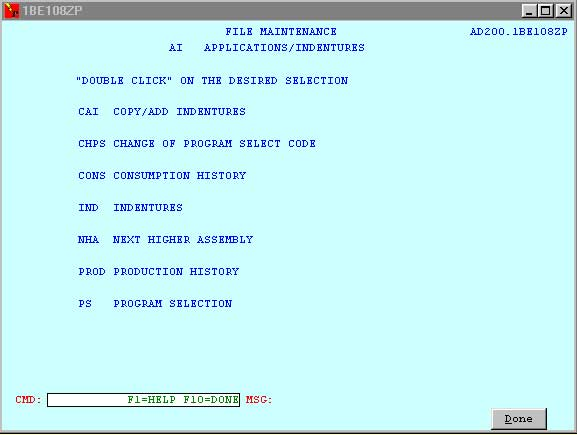 1BE108ZP
FILE MAINTENANCE AD200.1BE108ZP
AI APPLICATIONS/INDENTURES
"DOUBLE CLICK" ON THE DESIRED SELECTION
CAI COPY/ADD INDENTURES
CHPS CHANGE OF PROGRAM SELECT CODE
CONS CONSUMPTION HISTORY
IND INDENTURES
NHA NEXT HIGHER ASSEMBLY
PROD PRODUCTION HISTORY
PS PROGRAM SELECTION
CMD: F1=HELP F10=DONE MSG:
Done